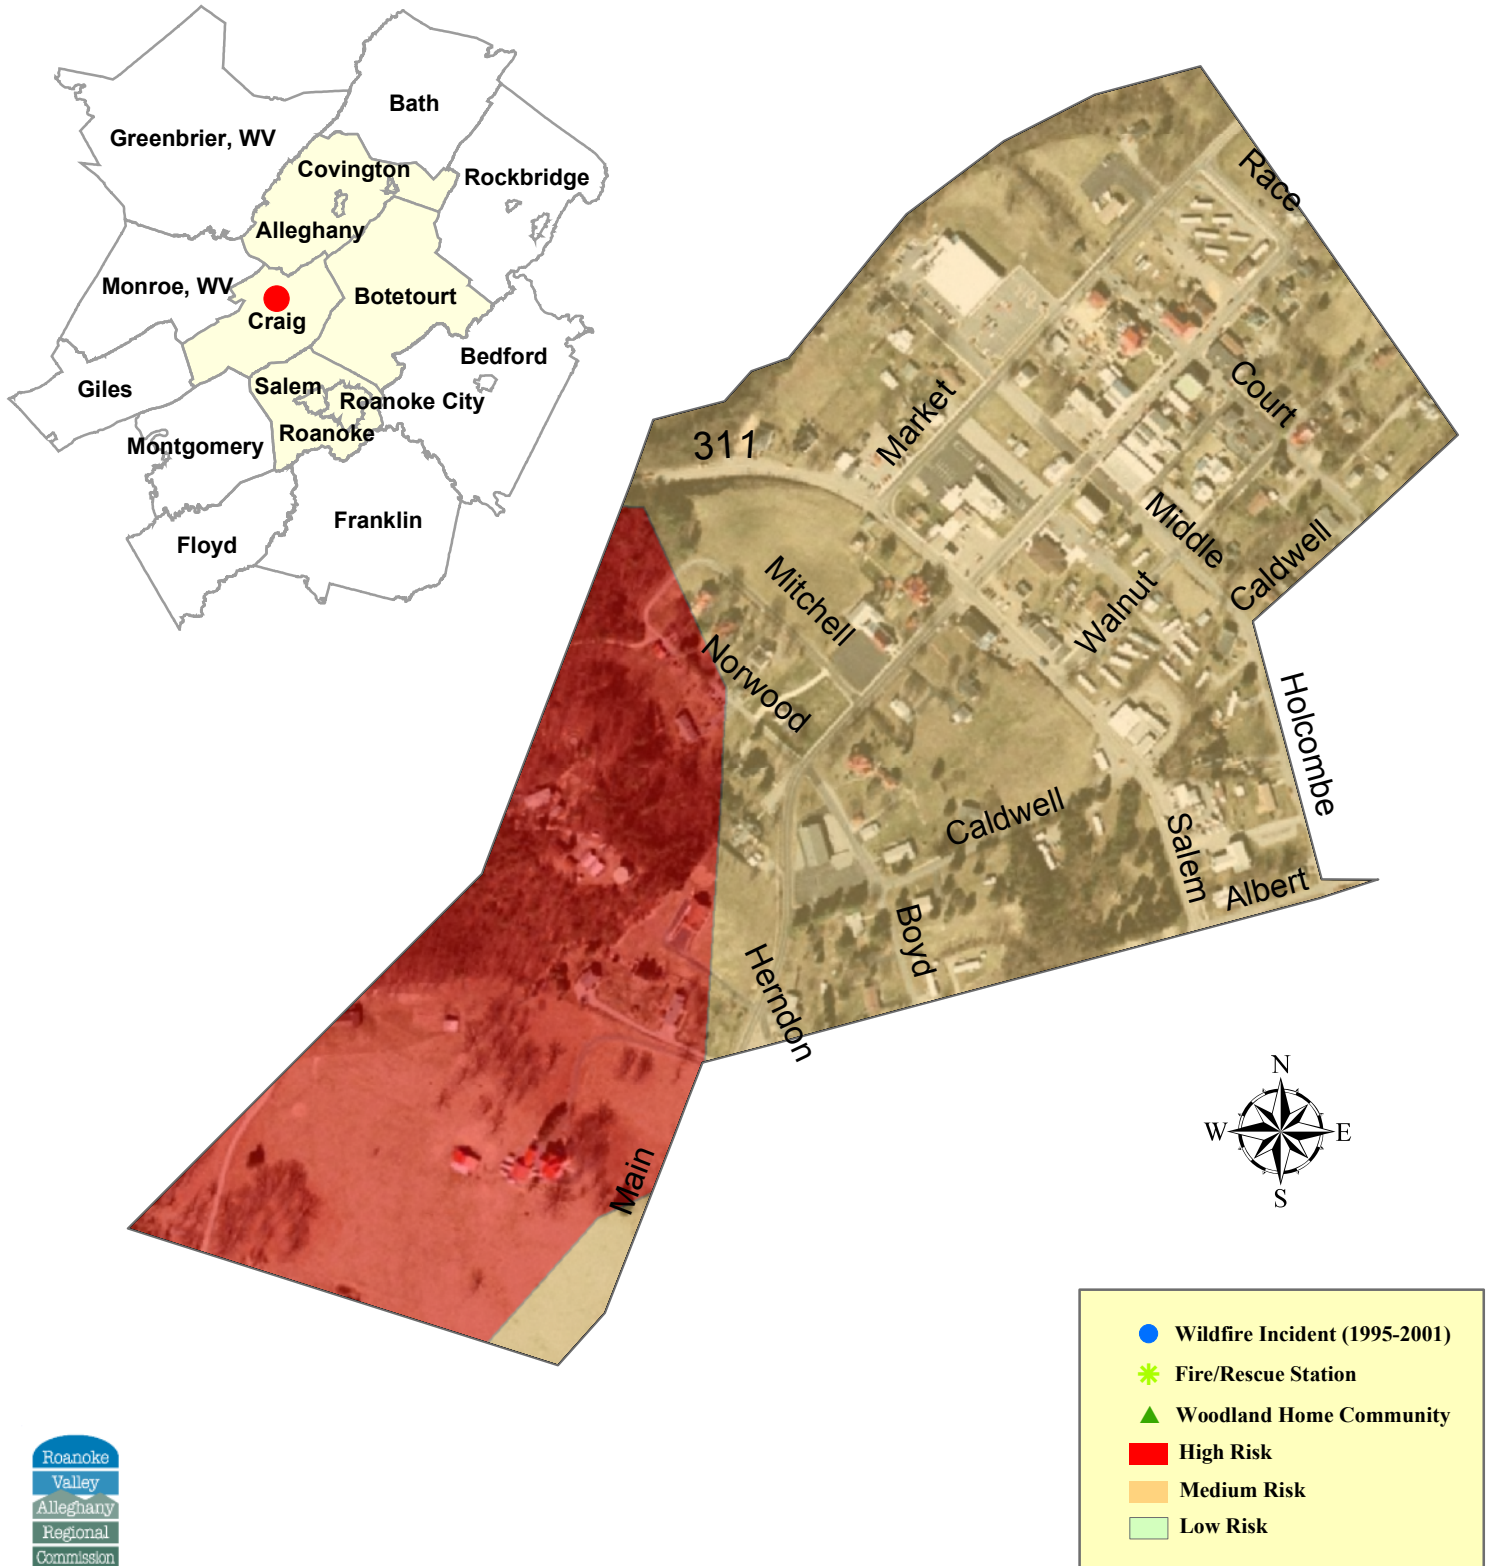 Bath
Greenbrier, WV
Covington
Rockbridge
Alleghany
Monroe, WV
Botetourt
Craig
Bedford
Giles
Salem
Roanoke City
Roanoke
Montgomery
Franklin
Floyd
Race
Court
Market
311
Middle
Caldwell
Mitchell
Walnut
Norwood
Holcombe
Caldwell
Salem
Albert
Boyd
Herndon
Main
N
W
E
S
Wildfire Incident (1995-2001)
Fire/Rescue Station
Woodland Home Community
High Risk
Medium Risk
Low Risk
Roanoke
Valley
Alleghany
Regional
Commission